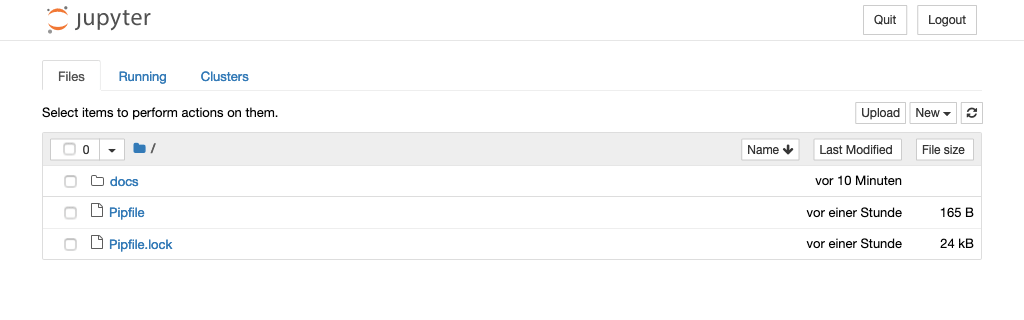 jupyter Quit Logout
Files Running Clusters
Select items to perform actions on them. Upload New
0 / Name Last Modified File size
docs vor 10 Minuten
Pipfile vor einer Stunde 165 B
Pipfile.lock vor einer Stunde 24 kB